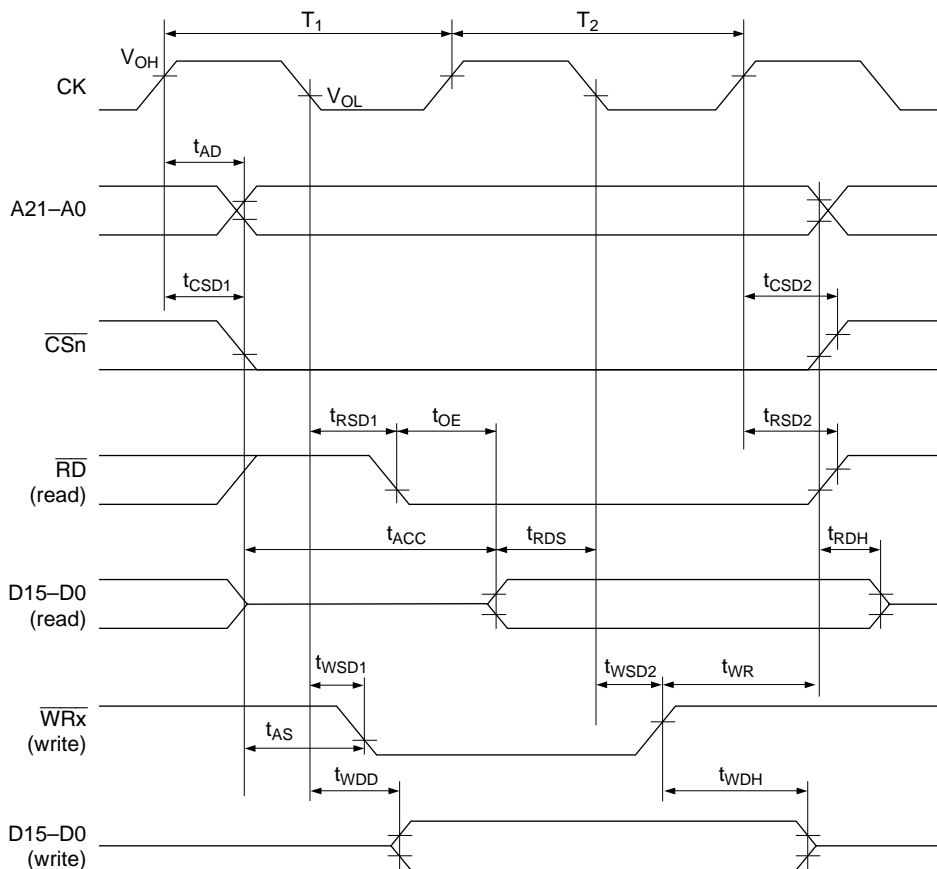 T1 T2
VOH
CK
VOL
tAD
A21–A0
tCSD1 tCSD2
CSn
tRSD1 tOE tRSD2
RD
(read)
tACC tRDS tRDH
D15–D0
(read)
tWSD1 tWSD2 tWR
WRx
(write)
tAS
tWDD tWDH
D15–D0
(write)